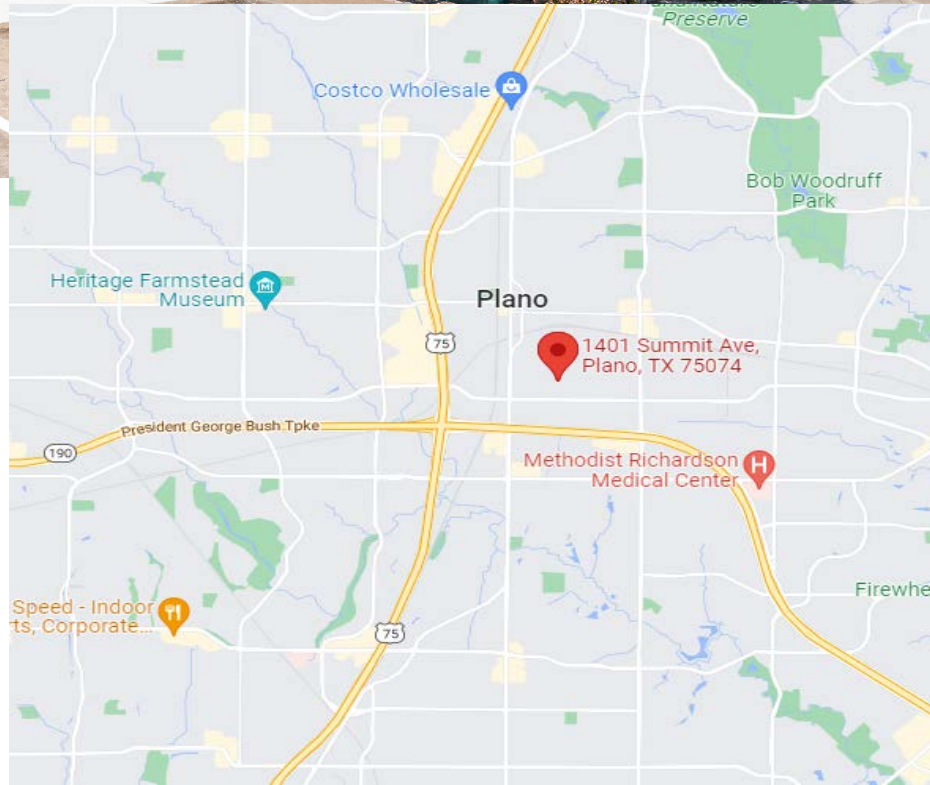 Preserve
Costco Wholesale
Bob Woodruff
Park
Heritage Farmstead
Museum
Plano
75
1401 Summit Ave,
Plano, TX 75074
President George Bush Tpke
190
Methodist Richardson
Medical Center
H
Firewhe
Speed - Indoor
ts, Corporate...
75